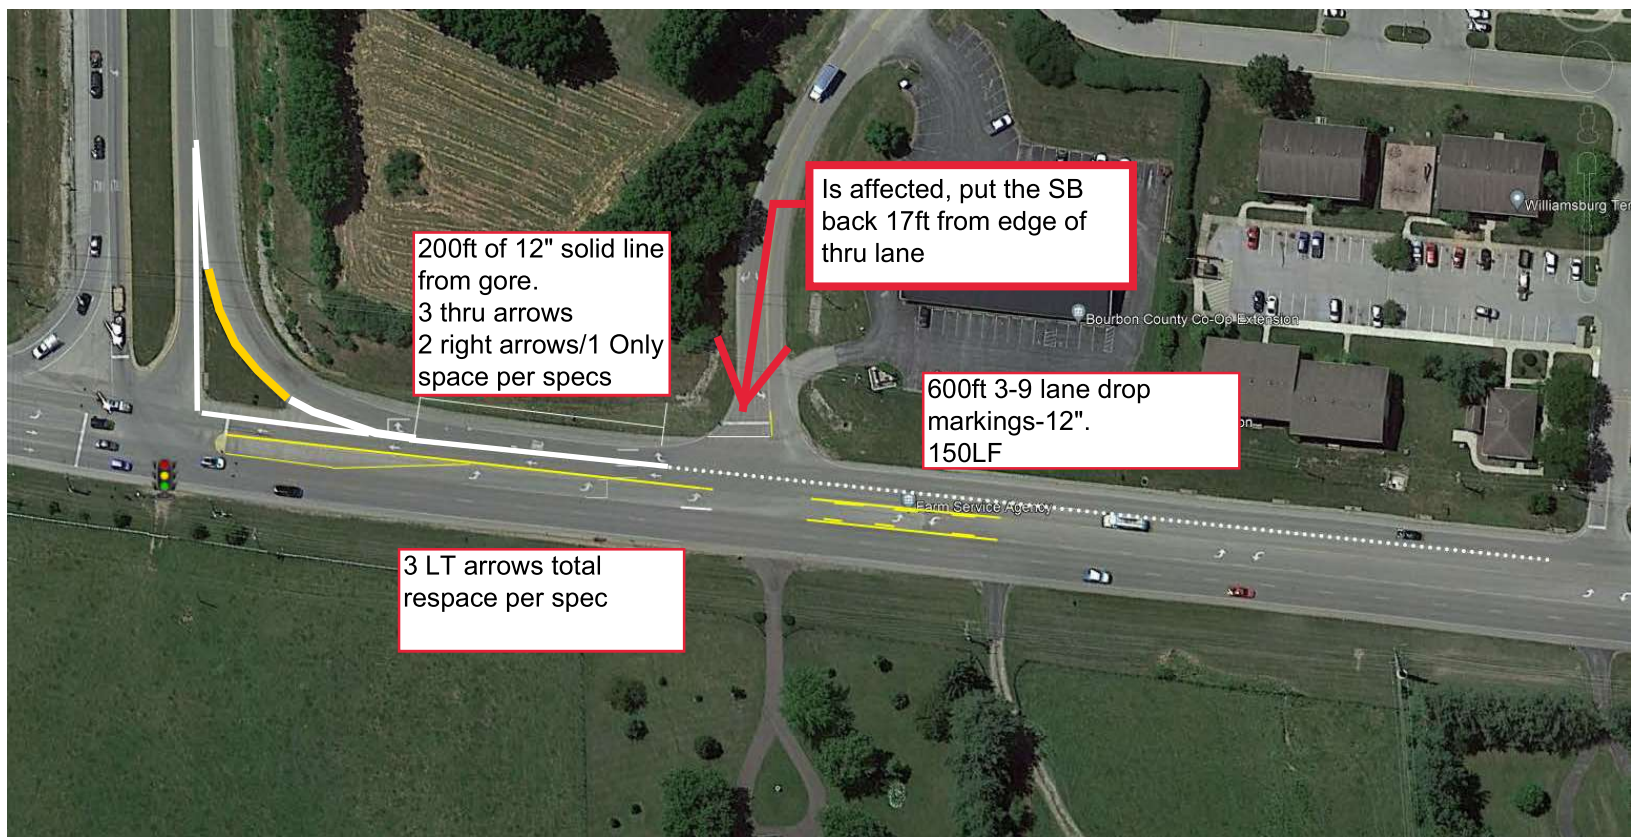 Is affected, put the SB
back 17ft from edge of
thru lane
Williamsburg Ter
200ft of 12" solid line
from gore.
3 thru arrows
2 right arrows/1 Only
space per specs
Bourbon County Co-Op Extension
600ft 3-9 lane drop
markings-12".
150LF
Farm Service Agency
3 LT arrows total
respace per spec